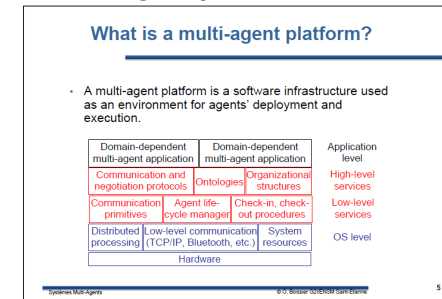 What is a multi-agent platform?
• A multi-agent platform is a software infrastructure used
as an environment for agents' deployment and
execution.
Domain-dependent
multi-agent application
Domain-dependent
multi-agent application
Application
level
Communication and
negotiation protocols
Ontologies
Organizational
structures
High-level
services
Communication
primitives
Agent life-
cycle manager
Check-in, check-
out procedures
Low-level
services
Distributed
processing
Low-level communication
(TCP/IP, Bluetooth, etc.)
System
resources
OS level
Hardware
Systèmes Multi-Agents
© O. Boissier G2I/ENSM Saint-Etienne
5